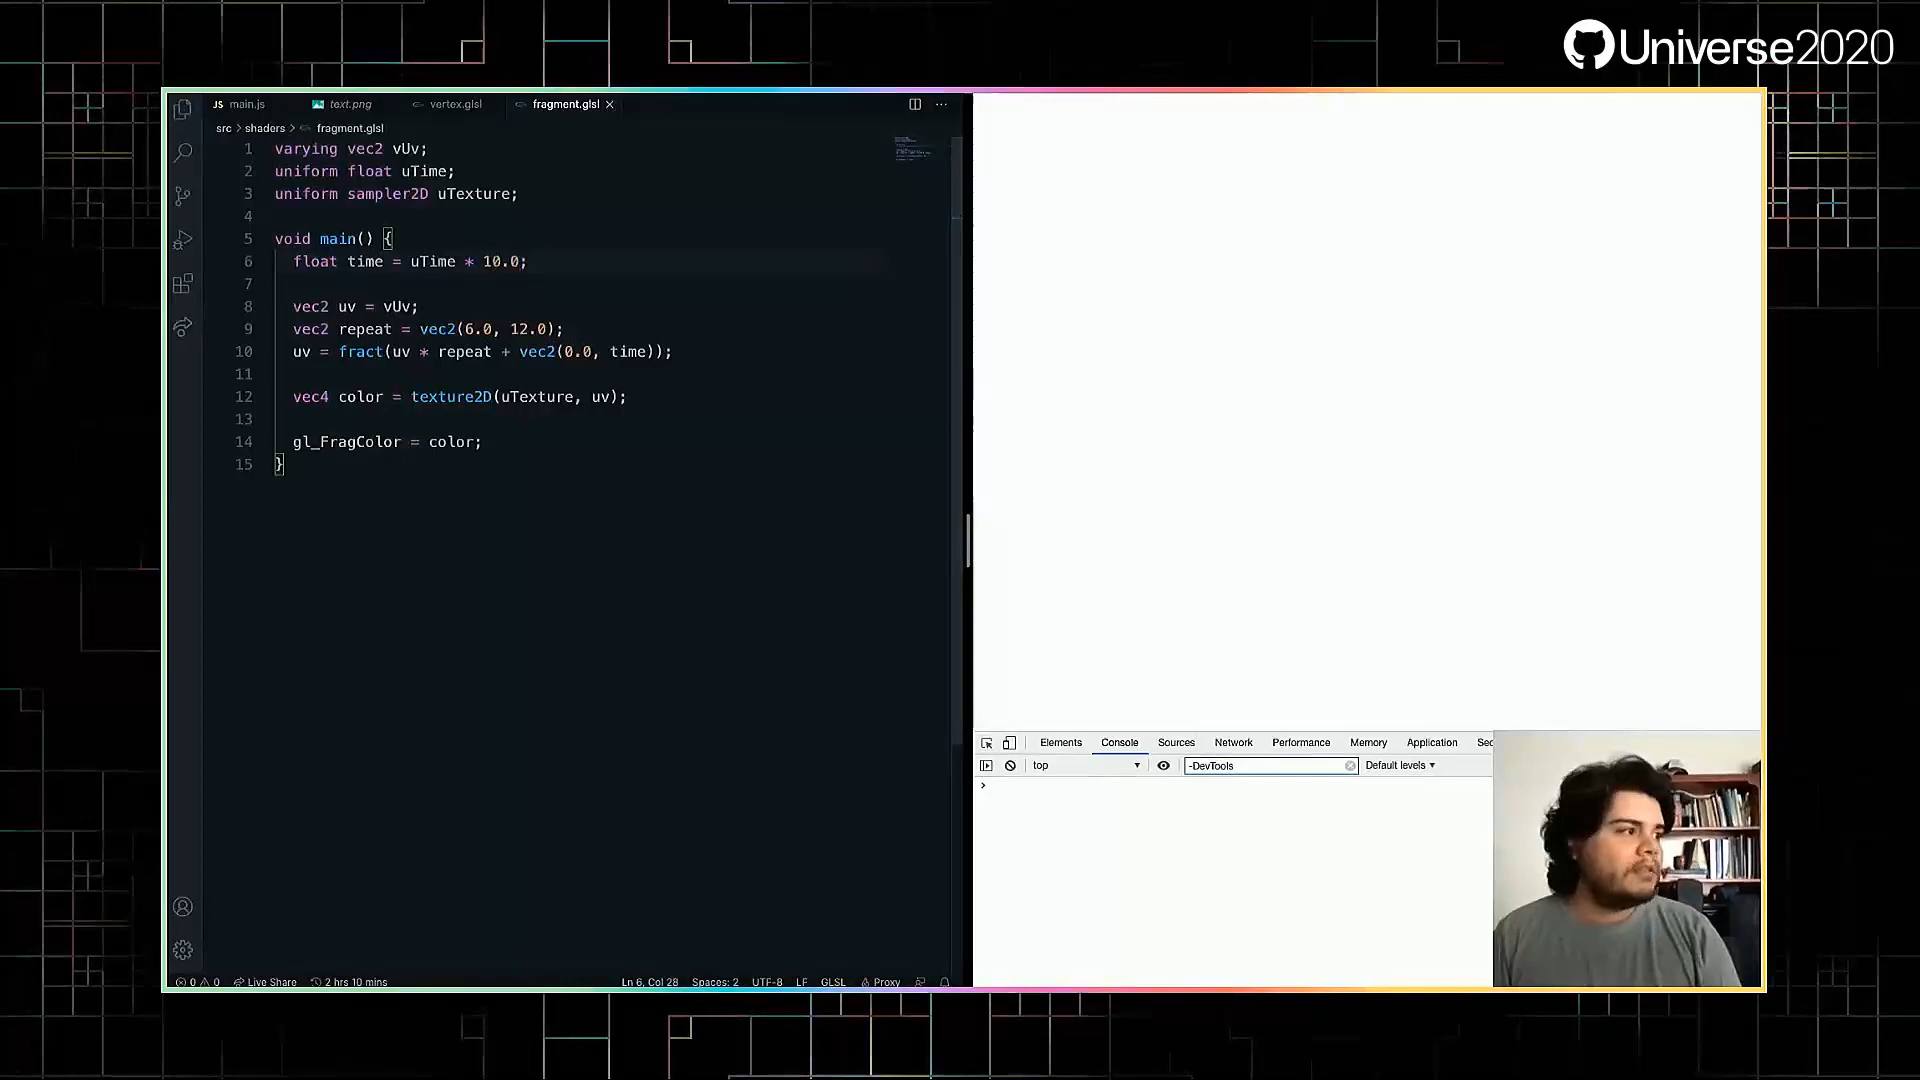 Universe2020
JS main.js text.png vertex.glsl fragment.glsl
src > shaders > fragment.glsl
1 varying vec2 vUv;
2 uniform float uTime;
3 uniform sampler2D uTexture;
4
5 void main() {
6 float time = uTime * 10.0;
7
8 vec2 uv = vUv;
9 vec2 repeat = vec2(6.0, 12.0);
10 uv = fract(uv * repeat + vec2(0.0, time));
11
12 vec4 color = texture2D(uTexture, uv);
13
14 gl_FragColor = color;
15 }
0 0 Live Share 2 hrs 10 mins Ln 6, Col 28 Spaces: 2 UTF-8 LF GLSL Proxy
Elements Console Sources Network Performance Memory Application Sec
top -DevTools Default levels